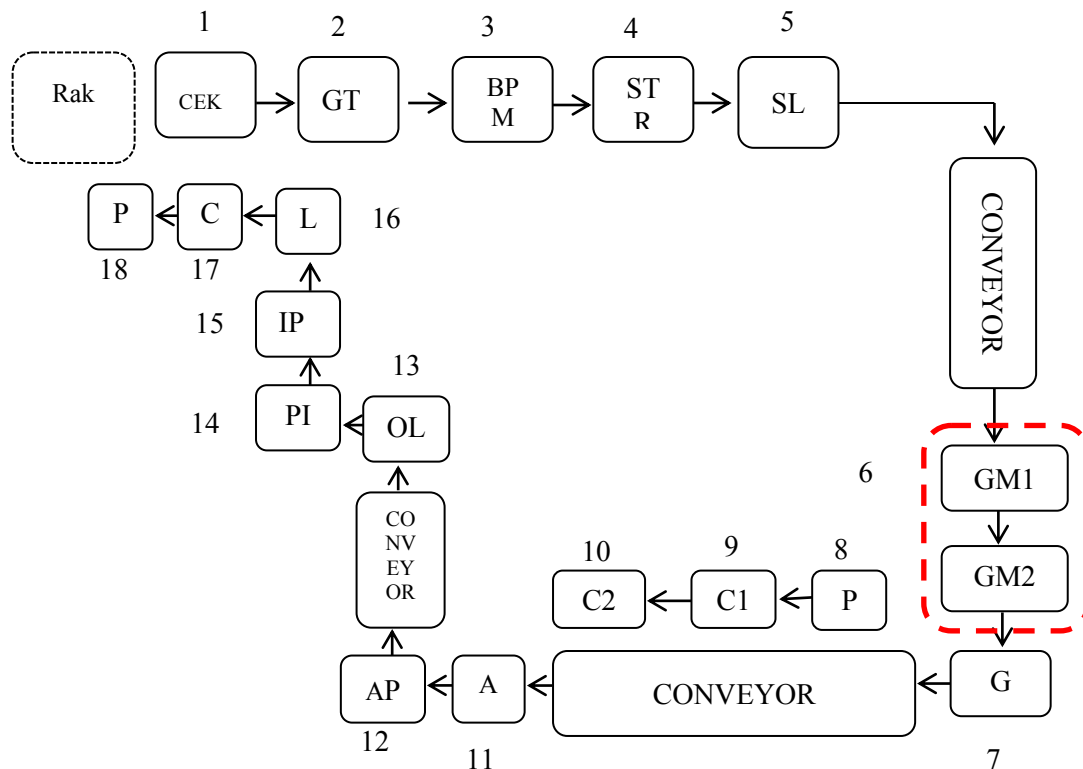 1
2
3
4
5
Rak
CEK
GT
BP
M
ST
R
SL
CONVEYOR
P
C
L
16
18
17
IP
15
13
PI
14
OL
6
GM1
CO
NV
EY
OR
10
9
8
GM2
C2
C1
P
AP
A
CONVEYOR
G
12
11
7